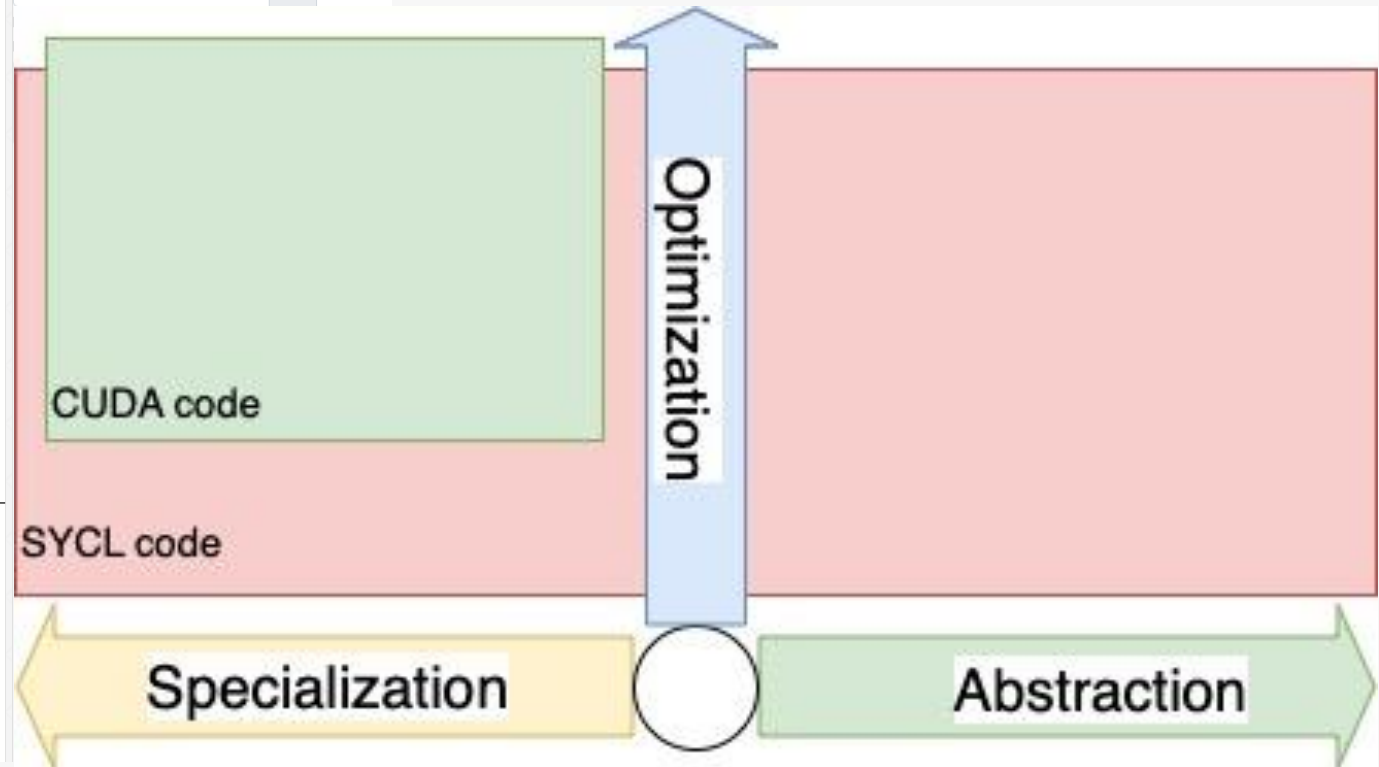 Optimization
CUDA code
SYCL code
Specialization
Abstraction